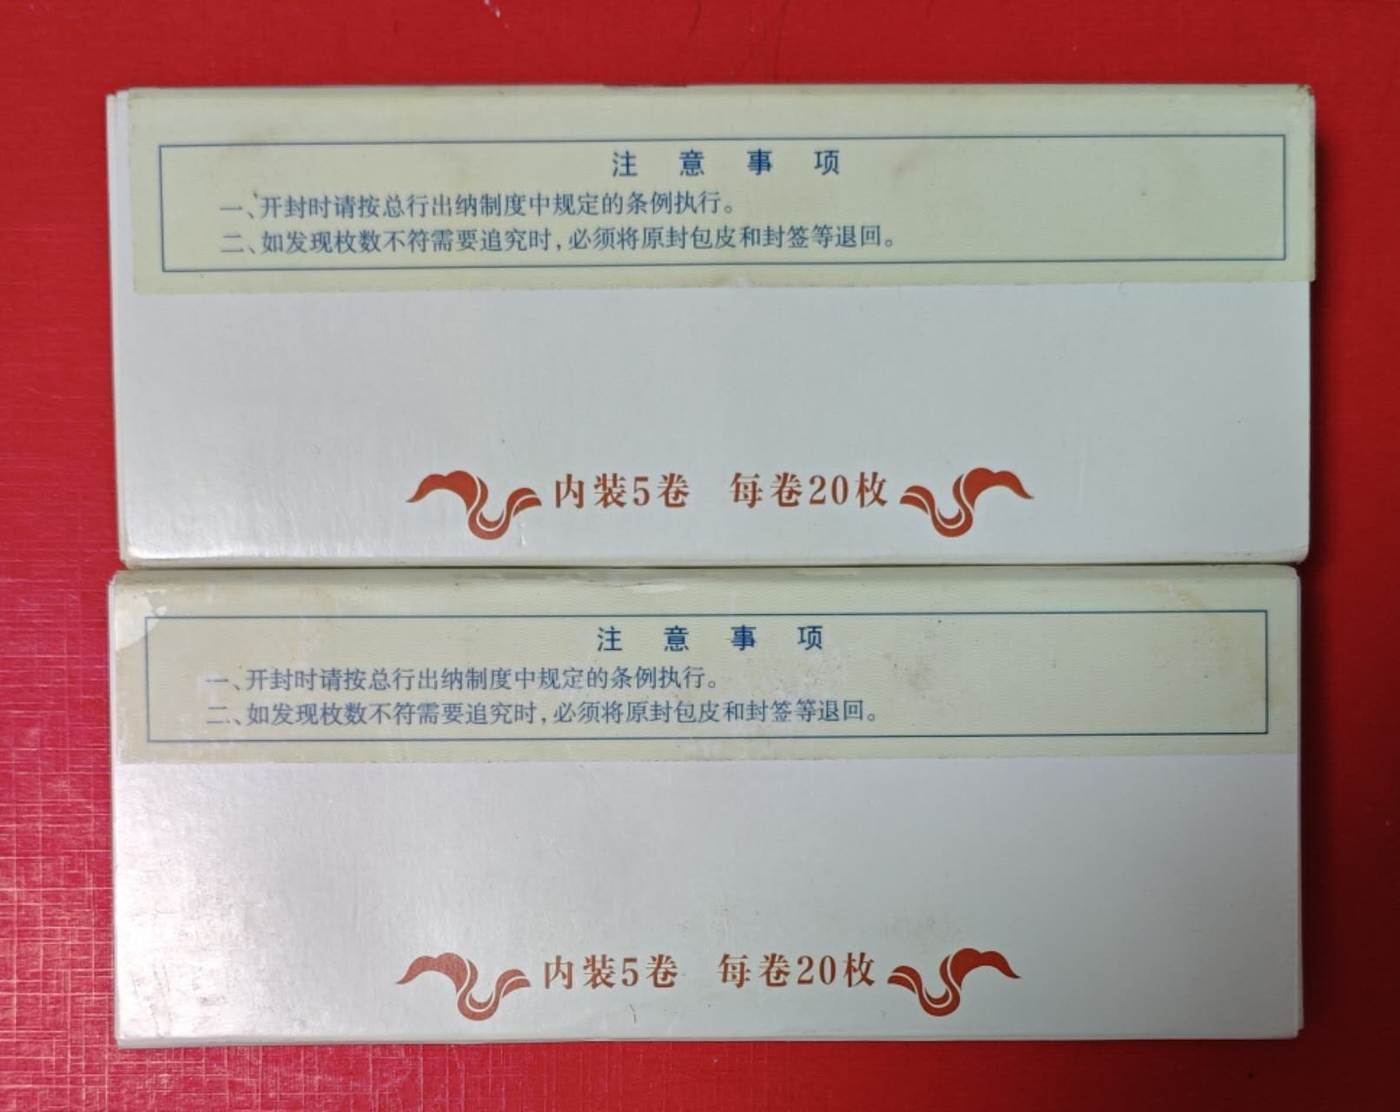 注意事项
一、开封时请按总行出纳制度中规定的条例执行。
二、如发现枚数不符需要追究时,必须将原封包皮和封签等退回。
内装5卷 每卷20枚
注意事项
一、开封时请按总行出纳制度中规定的条例执行。
二、如发现枚数不符需要追究时,必须将原封包皮和封签等退回。
内装5卷 每卷20枚